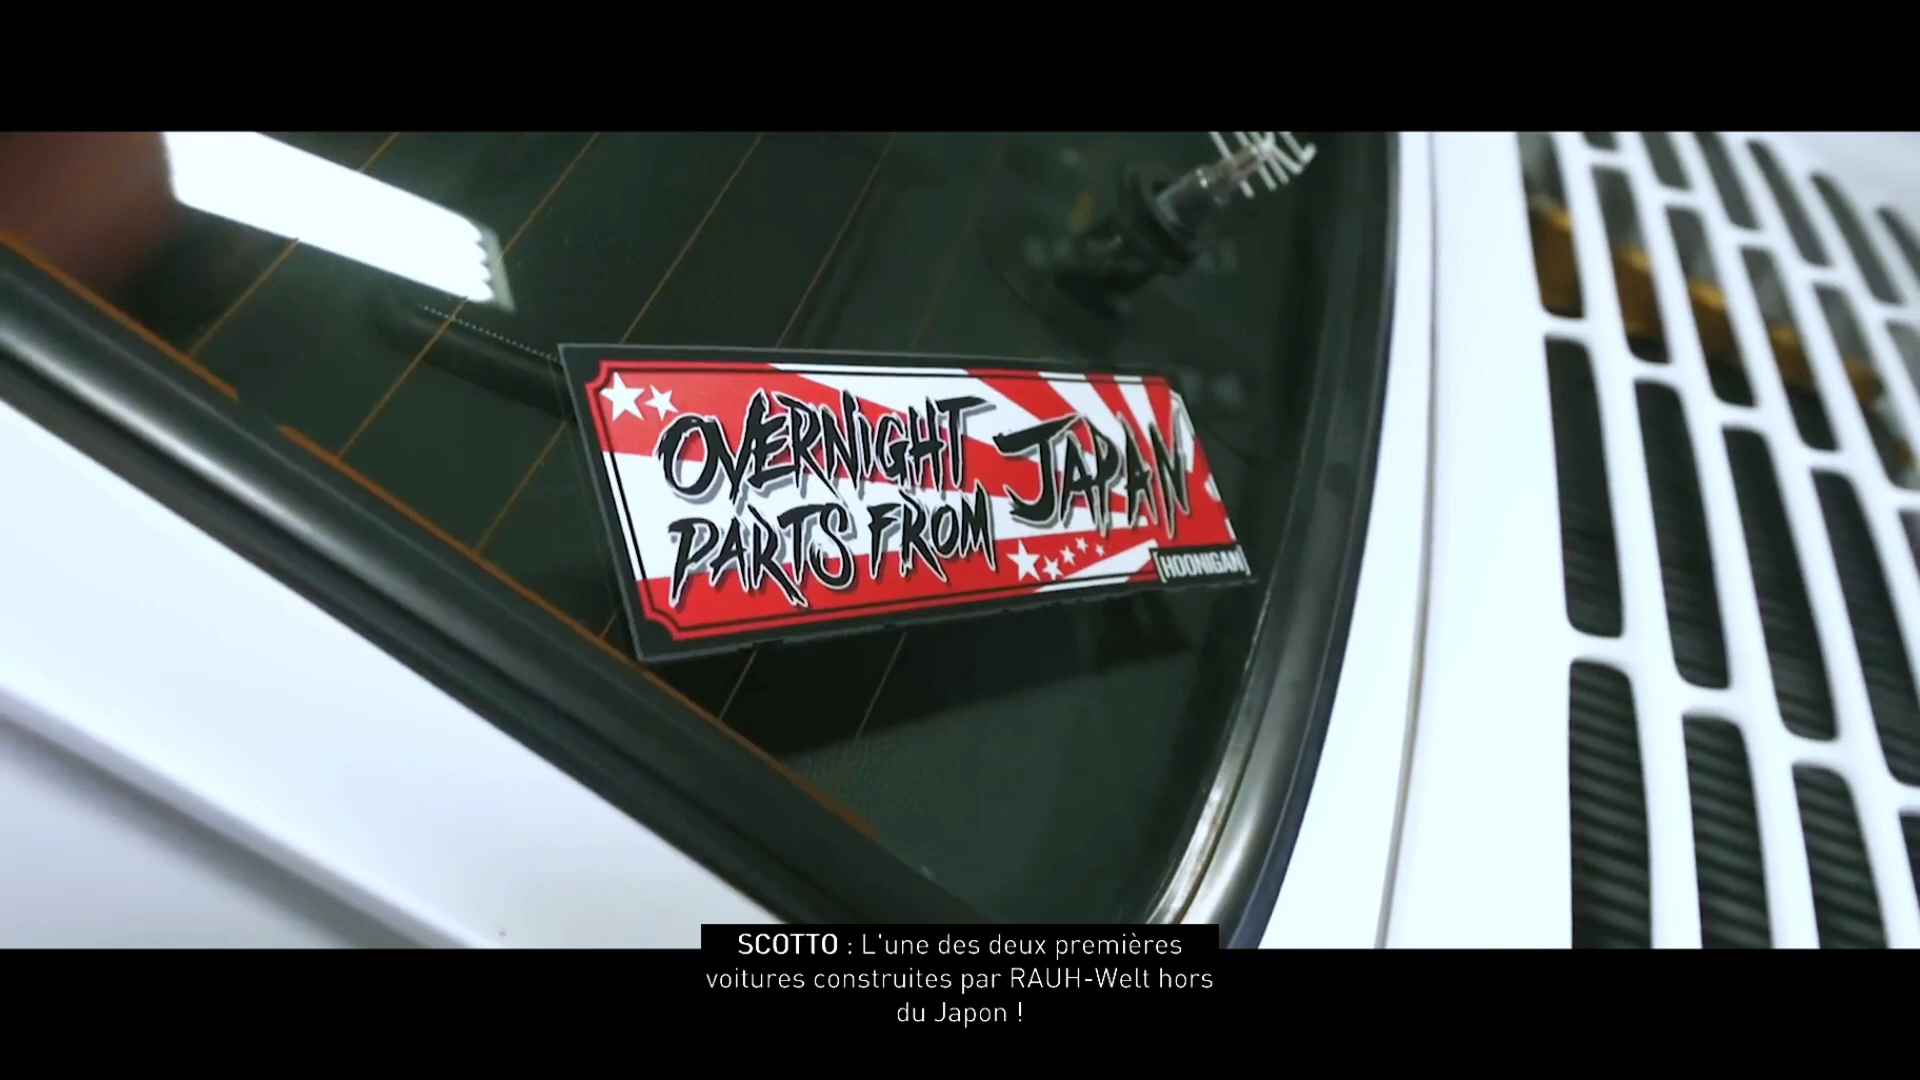 OVERNIGHT
PARTS FROM
JAPAN
[HOONIGAN]
SCOTTO : L'une des deux premières
voitures construites par RAUH-Welt hors
du Japon !